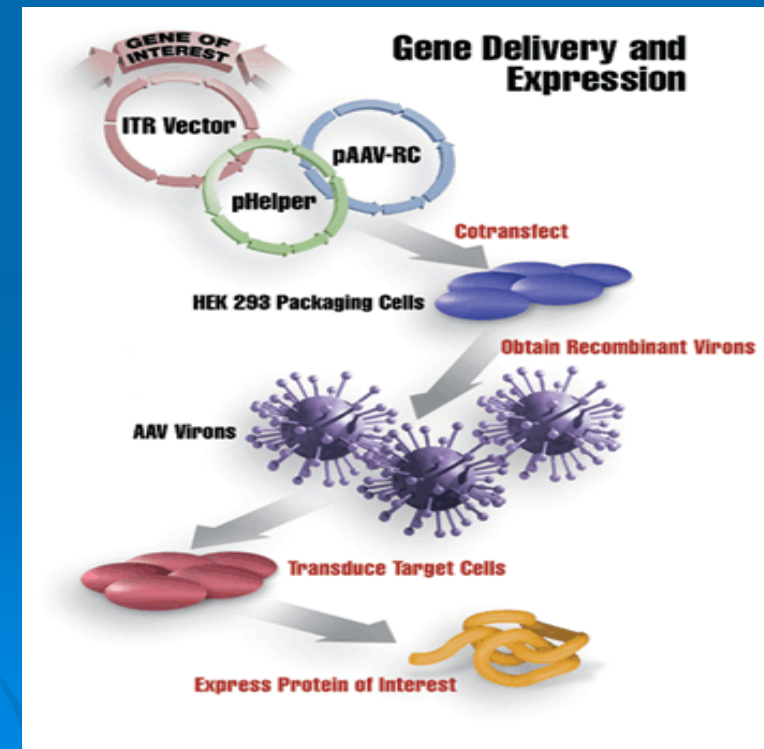 GENE OF
INTEREST
Gene Delivery and
Expression
ITR Vector
pAAV-RC
pHelper
Cotransfect
HEK 293 Packaging Cells
Obtain Recombinant Virons
AAV Virons
Transduce Target Cells
Express Protein of Interest